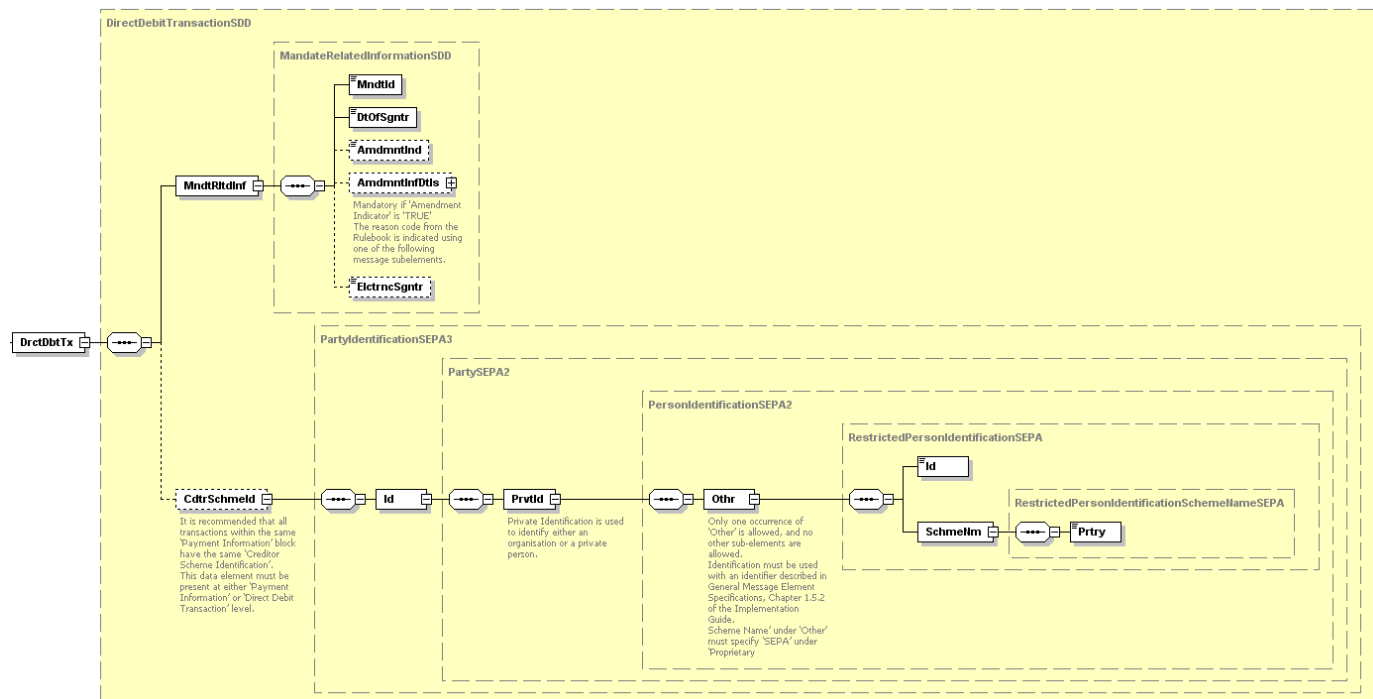 DirectDebitTransactionSDD
MandateRelatedInformationSDD
MndtId
DtOfSgntr
AmdmntInd
MndtRltdInf
AmdmntInfDtls
Mandatory if 'Amendment
Indicator' is 'TRUE'
The reason code from the
Rulebook is indicated using
one of the following
message subelements.
ElctrncSgntr
DrctDbtTx
PartyIdentificationSEPA3
PartySEPA2
PersonIdentificationSEPA2
RestrictedPersonIdentificationSEPA
Id
RestrictedPersonIdentificationSchemeNameSEPA
CdtrSchmeId
It is recommended that all
transactions within the same
'Payment Information' block
have the same 'Creditor
Scheme Identification'.
This data element must be
present at either 'Payment
Information' or 'Direct Debit
Transaction' level.
Id
PrvtId
Private Identification is used
to identify either an
organisation or a private
person.
Othr
Only one occurrence of
'Other' is allowed, and no
other sub-elements are
allowed.
Identification must be used
with an identifier described in
General Message Element
Specifications, Chapter 1.5.2
of the Implementation
Guide.
Scheme Name' under 'Other'
must specify 'SEPA' under
'Proprietary
SchmeNm
Prtry